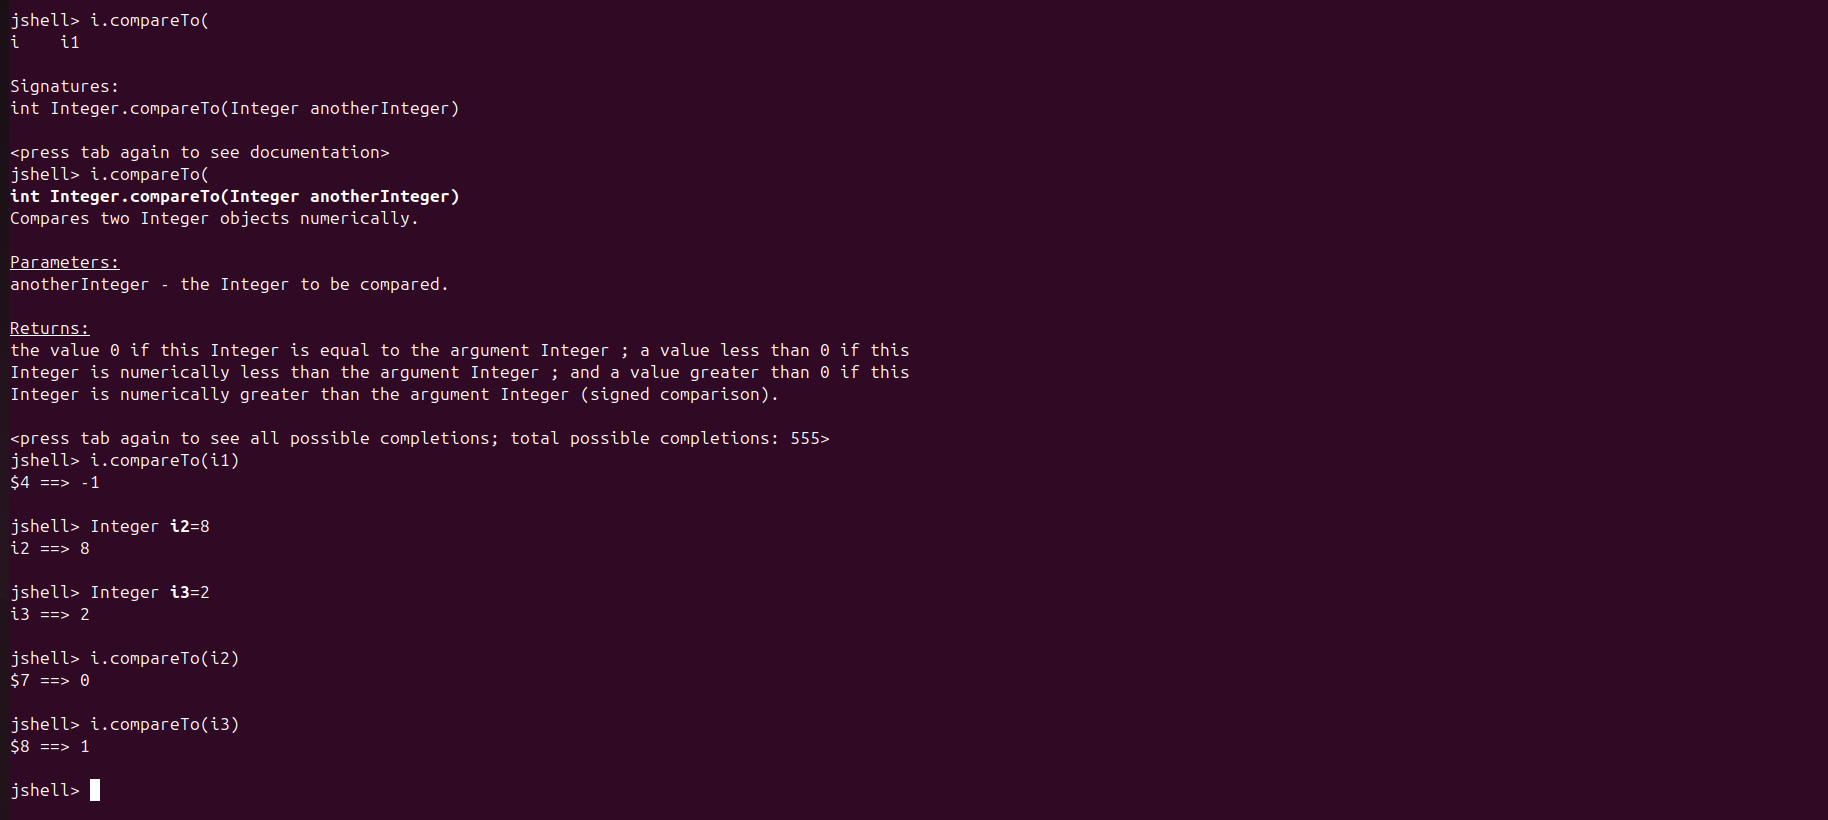 jshell> i.compareTo(
i    i1
Signatures:
int Integer.compareTo(Integer anotherInteger)
<press tab again to see documentation>
jshell> i.compareTo(
int Integer.compareTo(Integer anotherInteger)
Compares two Integer objects numerically.
Parameters:
anotherInteger - the Integer to be compared.
Returns:
the value 0 if this Integer is equal to the argument Integer ; a value less than 0 if this
Integer is numerically less than the argument Integer ; and a value greater than 0 if this
Integer is numerically greater than the argument Integer (signed comparison).
<press tab again to see all possible completions; total possible completions: 555>
jshell> i.compareTo(i1)
$4 ==> -1
jshell> Integer i2=8
i2 ==> 8
jshell> Integer i3=2
i3 ==> 2
jshell> i.compareTo(i2)
$7 ==> 0
jshell> i.compareTo(i3)
$8 ==> 1
jshell>